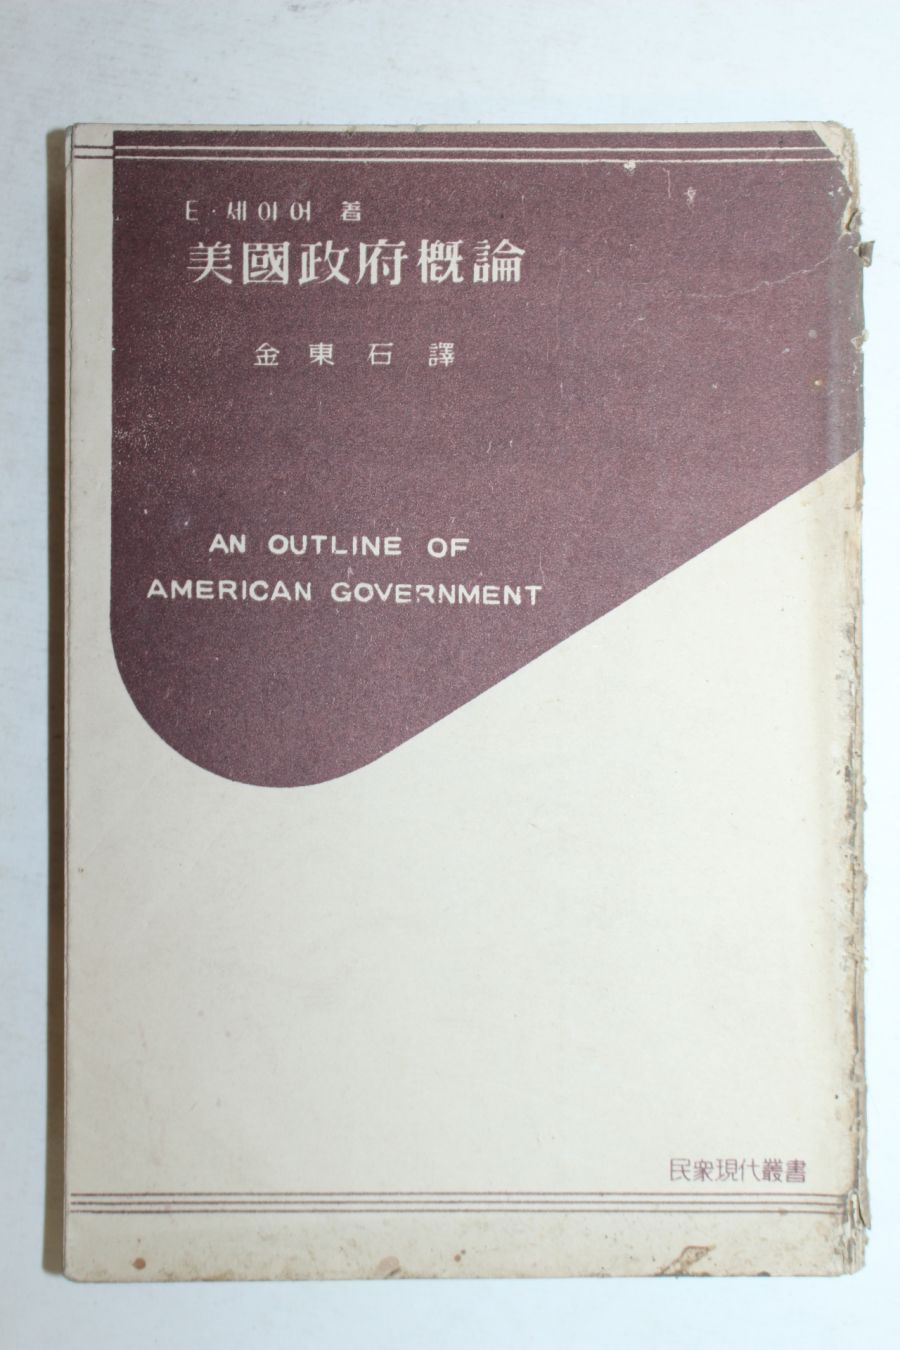 E·세이어 著
美國政府槪論
金東石 譯
AN OUTLINE OF
AMERICAN GOVERNMENT
民衆現代叢書